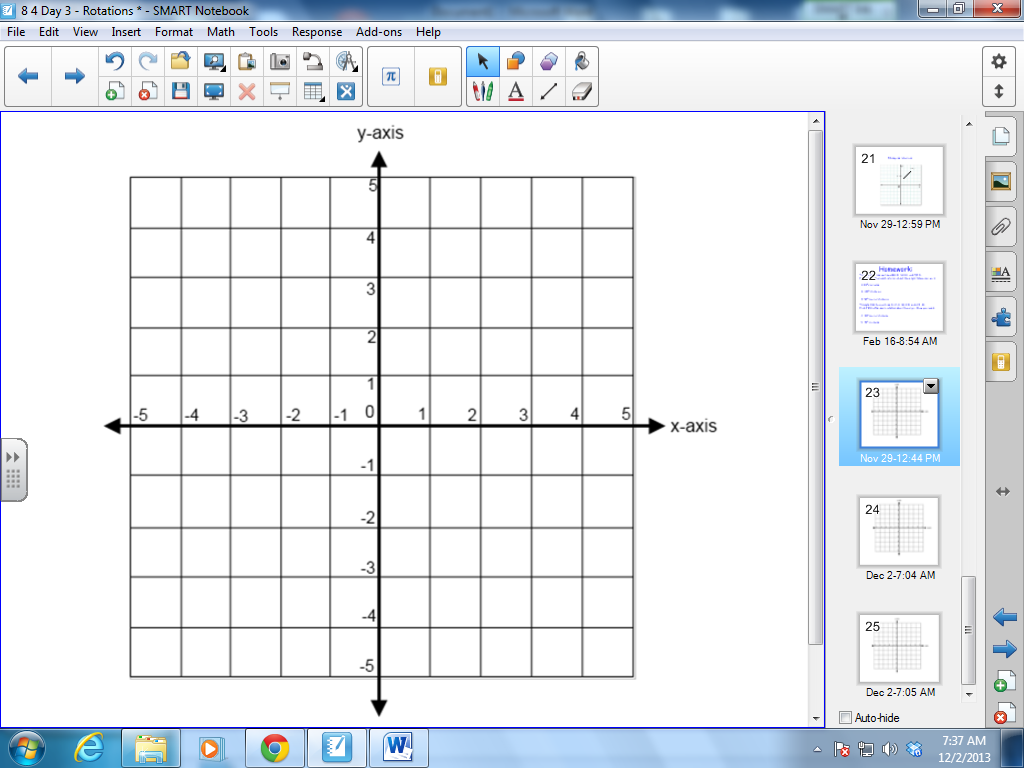 8 4 Day 3 - Rotations * - SMART Notebook
File Edit View Insert Format Math Tools Response Add-ons Help
π
A
y-axis
5
4
3
2
1
-5 -4 -3 -2 -1 0 1 2 3 4 5
x-axis
-1
-2
-3
-4
-5
21
Nov 29-12:59 PM
22
Homework
Feb 16-8:54 AM
23
Nov 29-12:44 PM
24
Dec 2-7:04 AM
25
Dec 2-7:05 AM
Auto-hide
7:37 AM
12/2/2013